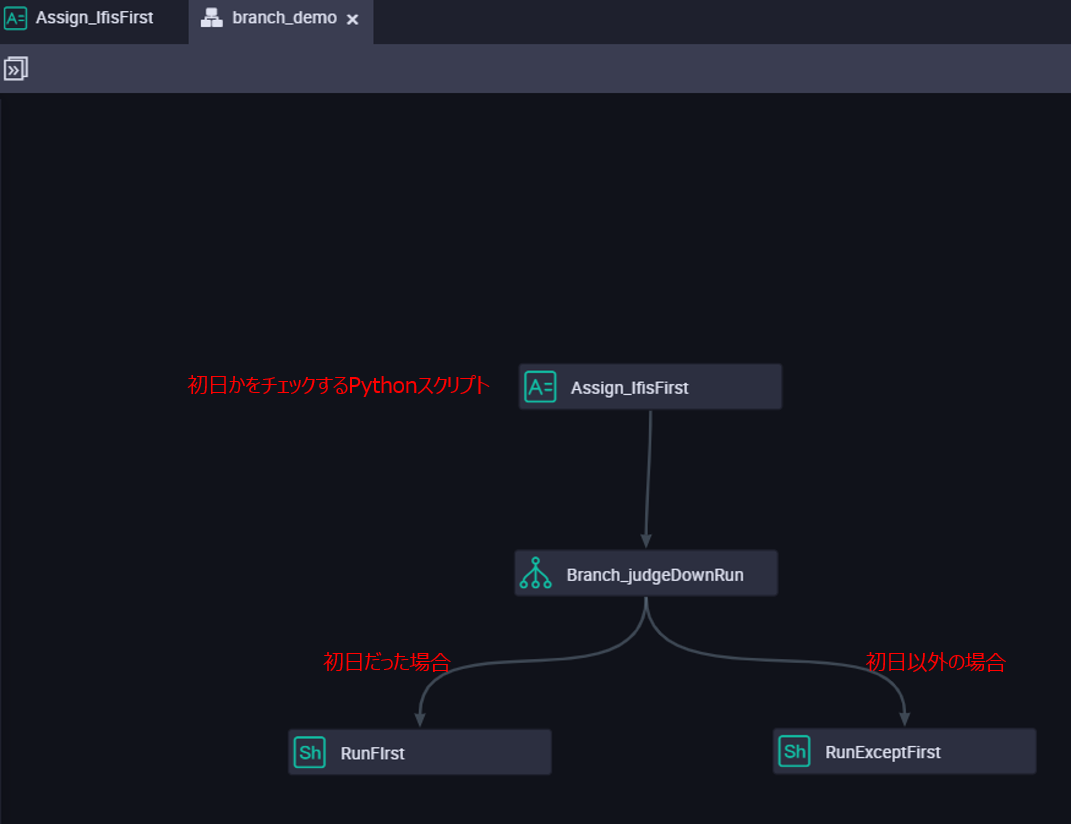 Assign_IfisFirst
branch_demo
初日かをチェックするPythonスクリプト
Assign_IfisFirst
Branch_judgeDownRun
初日だった場合
初日以外の場合
Sh RunFIrst
Sh RunExceptFirst